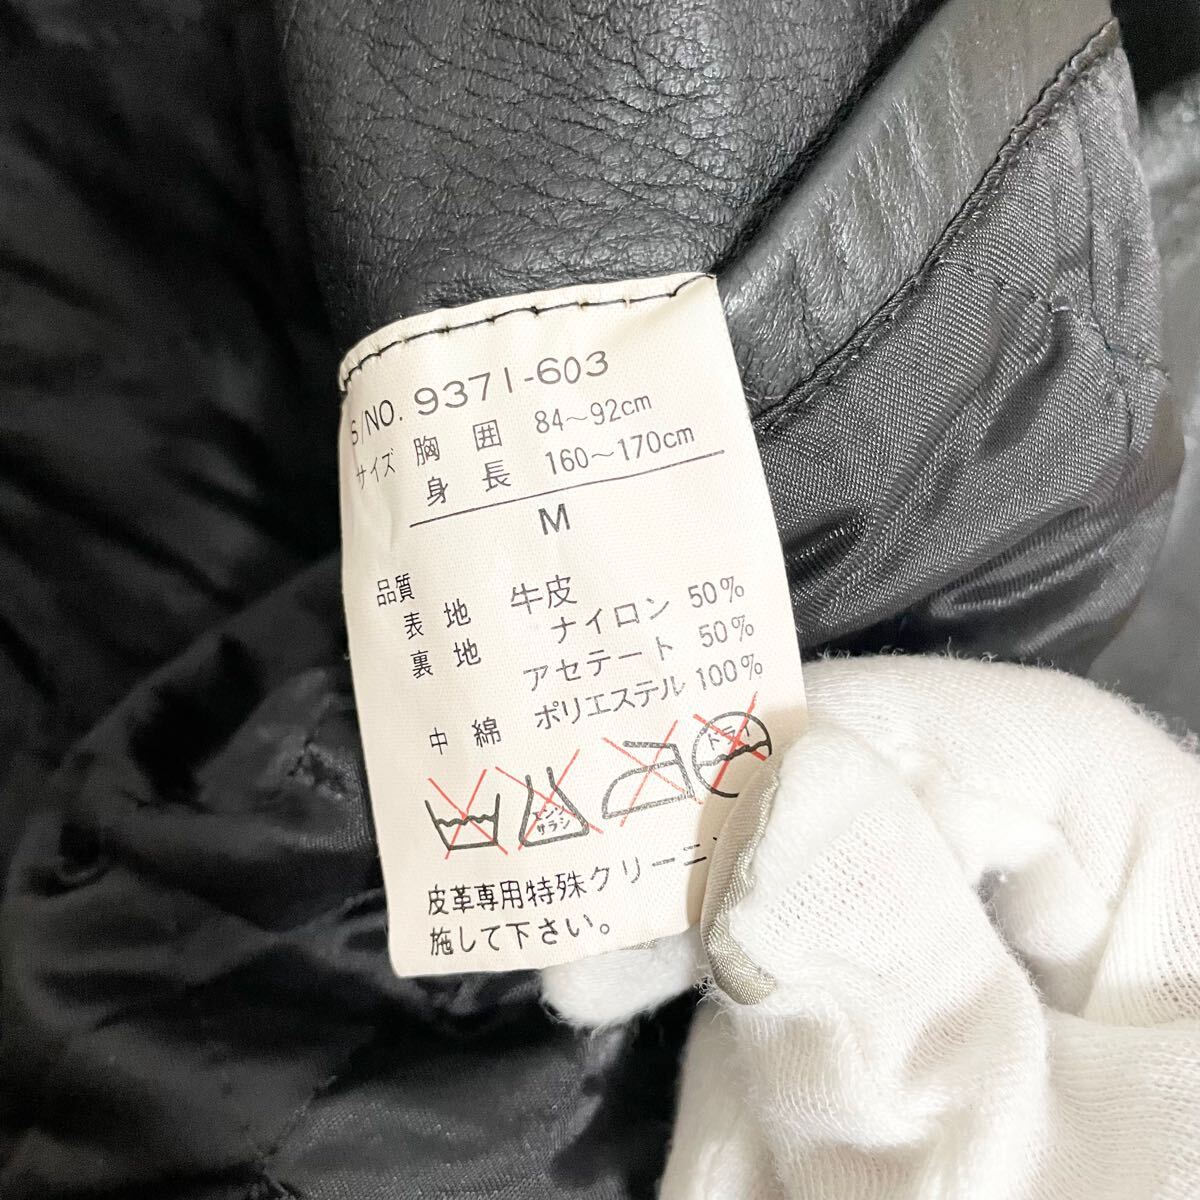 S/NO. 9371-603
サイズ 胸囲 84～92cm
身長 160～170cm
M
品質
表地 牛皮
裏地 ナイロン 50%
アセテート 50%
中綿 ポリエステル 100%
エンソ
サラシ
ドライ
皮革専用特殊クリーニン
施して下さい。